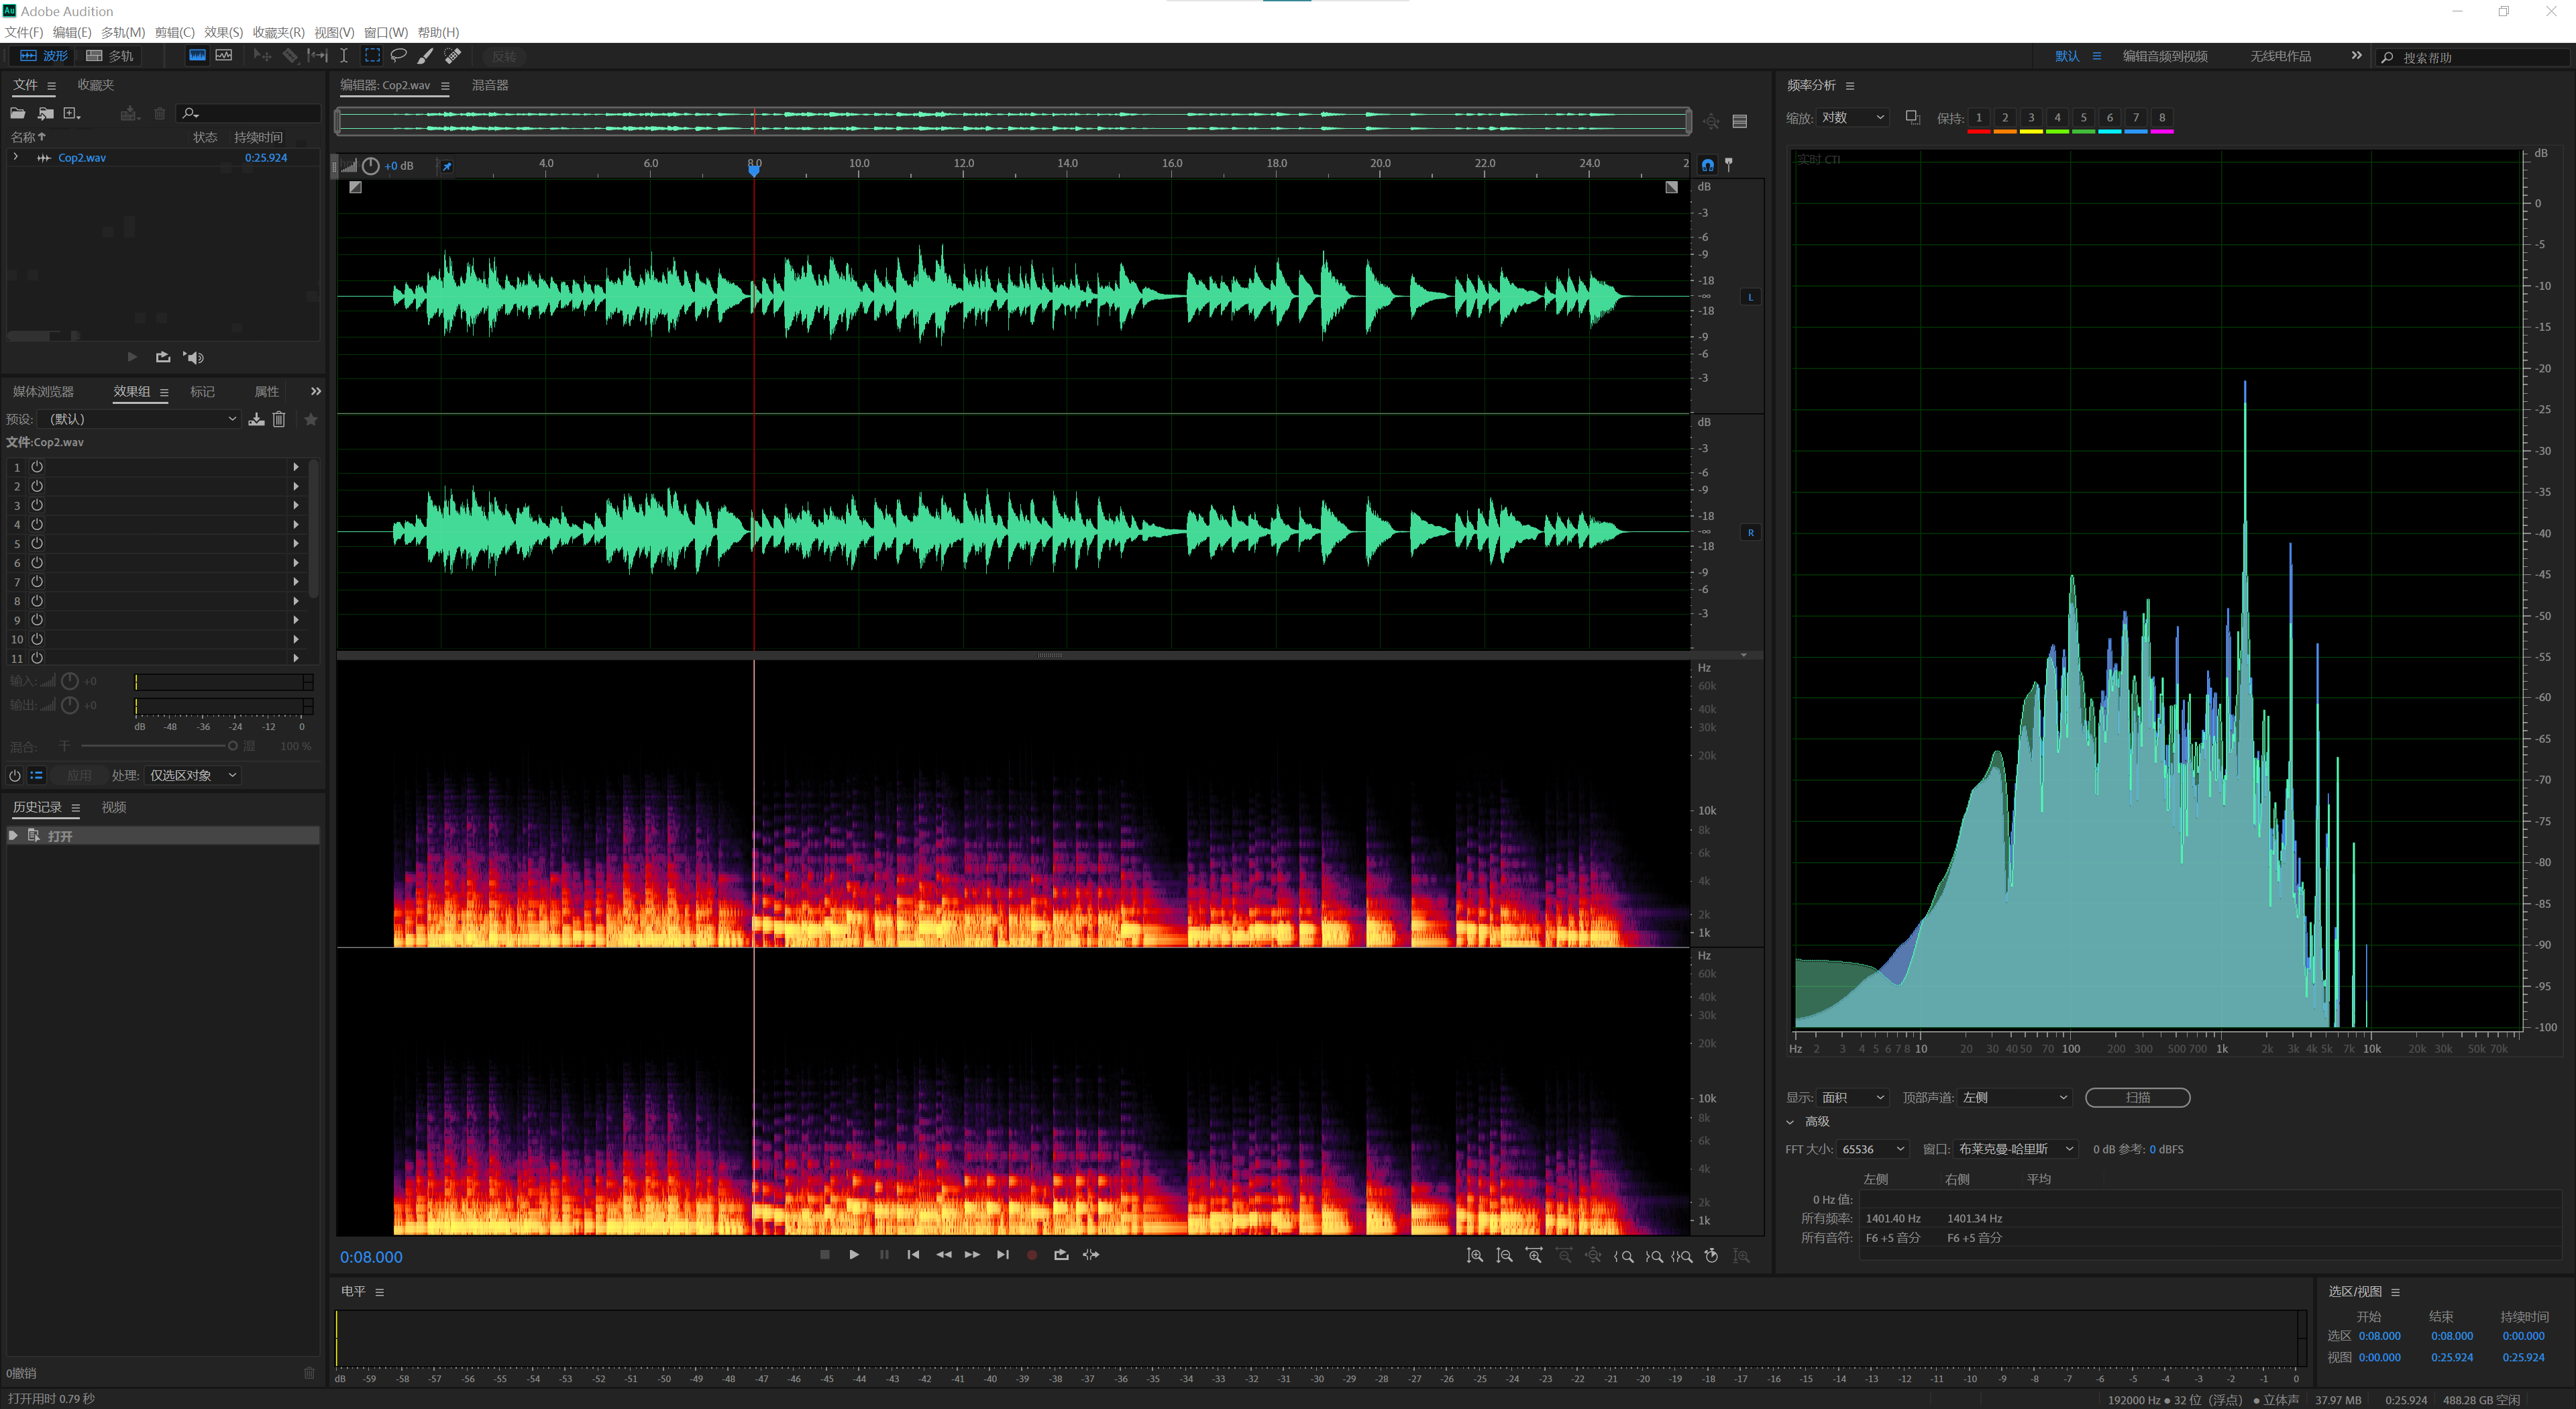 Adobe Audition
文件(F) 编辑(E) 多轨(M) 剪辑(C) 效果(S) 收藏夹(R) 视图(V) 窗口(W) 帮助(H)
波形 多轨 反转 默认 编辑音频到视频 无线电作品 搜索帮助
文件 收藏夹
名称 状态 持续时间
Cop2.wav 0:25.924
媒体浏览器 效果组 标记 属性
预设: (默认)
文件:Cop2.wav
1
2
3
4
5
6
7
8
9
10
11
输入: +0
输出: +0
dB -48 -36 -24 -12 0
混合: 干 湿 100 %
应用 处理: 仅选区对象
历史记录 视频
打开
0撤销
打开用时 0.79 秒
编辑器: Cop2.wav 混音器
+0 dB 4.0 6.0 8.0 10.0 12.0 14.0 16.0 18.0 20.0 22.0 24.0
dB
-3
-6
-9
-18
-∞ L
-18
-9
-6
-3
dB
-3
-6
-9
-18
-∞ R
-18
-9
-6
-3
Hz
60k
40k
30k
20k
10k
8k
6k
4k
2k
1k
Hz
60k
40k
30k
20k
10k
8k
6k
4k
2k
1k
0:08.000
电平
dB -59 -58 -57 -56 -55 -54 -53 -52 -51 -50 -49 -48 -47 -46 -45 -44 -43 -42 -41 -40 -39 -38 -37 -36 -35 -34 -33 -32 -31 -30 -29 -28 -27 -26 -25 -24 -23 -22 -21 -20 -19 -18 -17 -16 -15 -14 -13 -12 -11 -10 -9 -8 -7 -6 -5 -4 -3 -2 -1 0
频率分析
缩放: 对数 保持: 1 2 3 4 5 6 7 8
实时 CTI
dB
0
-5
-10
-15
-20
-25
-30
-35
-40
-45
-50
-55
-60
-65
-70
-75
-80
-85
-90
-95
-100
Hz 2 3 4 5 6 7 8 10 20 30 40 50 70 100 200 300 500 700 1k 2k 3k 4k 5k 7k 10k 20k 30k 50k 70k
显示: 面积 顶部声道: 左侧 扫描
高级
FFT 大小: 65536 窗口: 布莱克曼-哈里斯 0 dB 参考: 0 dBFS
左侧 右侧 平均
0 Hz 值:
所有频率: 1401.40 Hz 1401.34 Hz
所有音符: F6 +5 音分 F6 +5 音分
选区/视图
开始 结束 持续时间
选区 0:08.000 0:08.000 0:00.000
视图 0:00.000 0:25.924 0:25.924
192000 Hz ● 32 位 (浮点) ● 立体声 37.97 MB 0:25.924 488.28 GB 空闲